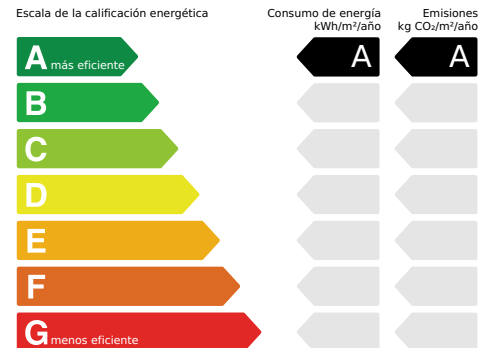 Escala de la calificación energética
Consumo de energía
kWh/m²/año
Emisiones
kg CO₂/m²/año
A más eficiente
A
A
B
C
D
E
F
G menos eficiente